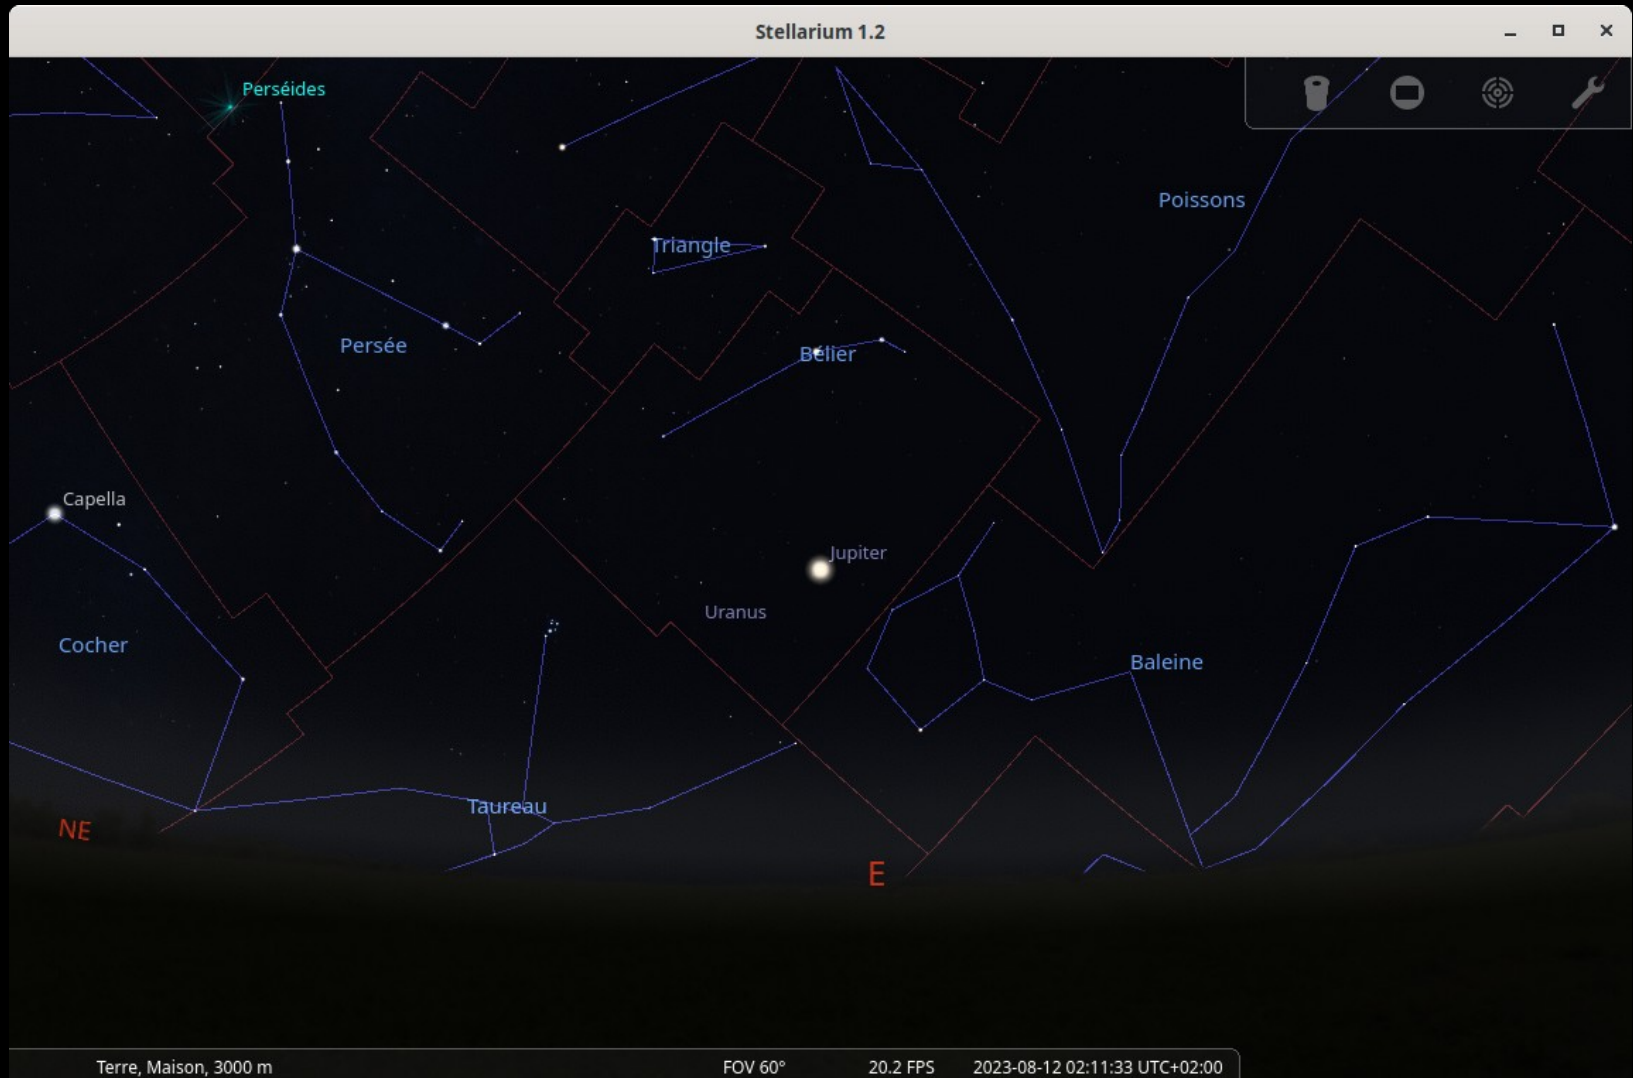 Stellarium 1.2
Perséides
Poissons
Triangle
Persée
Bélier
Capella
Jupiter
Uranus
Cocher
Baleine
Taureau
NE
E
Terre, Maison, 3000 m
FOV 60°
20.2 FPS
2023-08-12 02:11:33 UTC+02:00